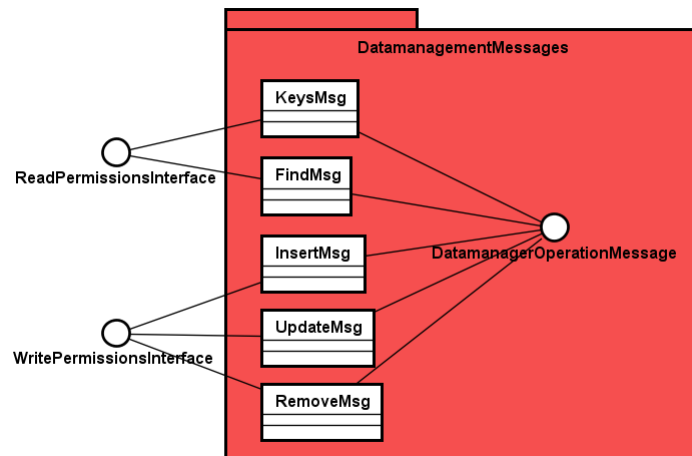 DatamanagementMessages
KeysMsg
ReadPermissionsInterface
FindMsg
InsertMsg
DatamanagerOperationMessage
UpdateMsg
WritePermissionsInterface
RemoveMsg